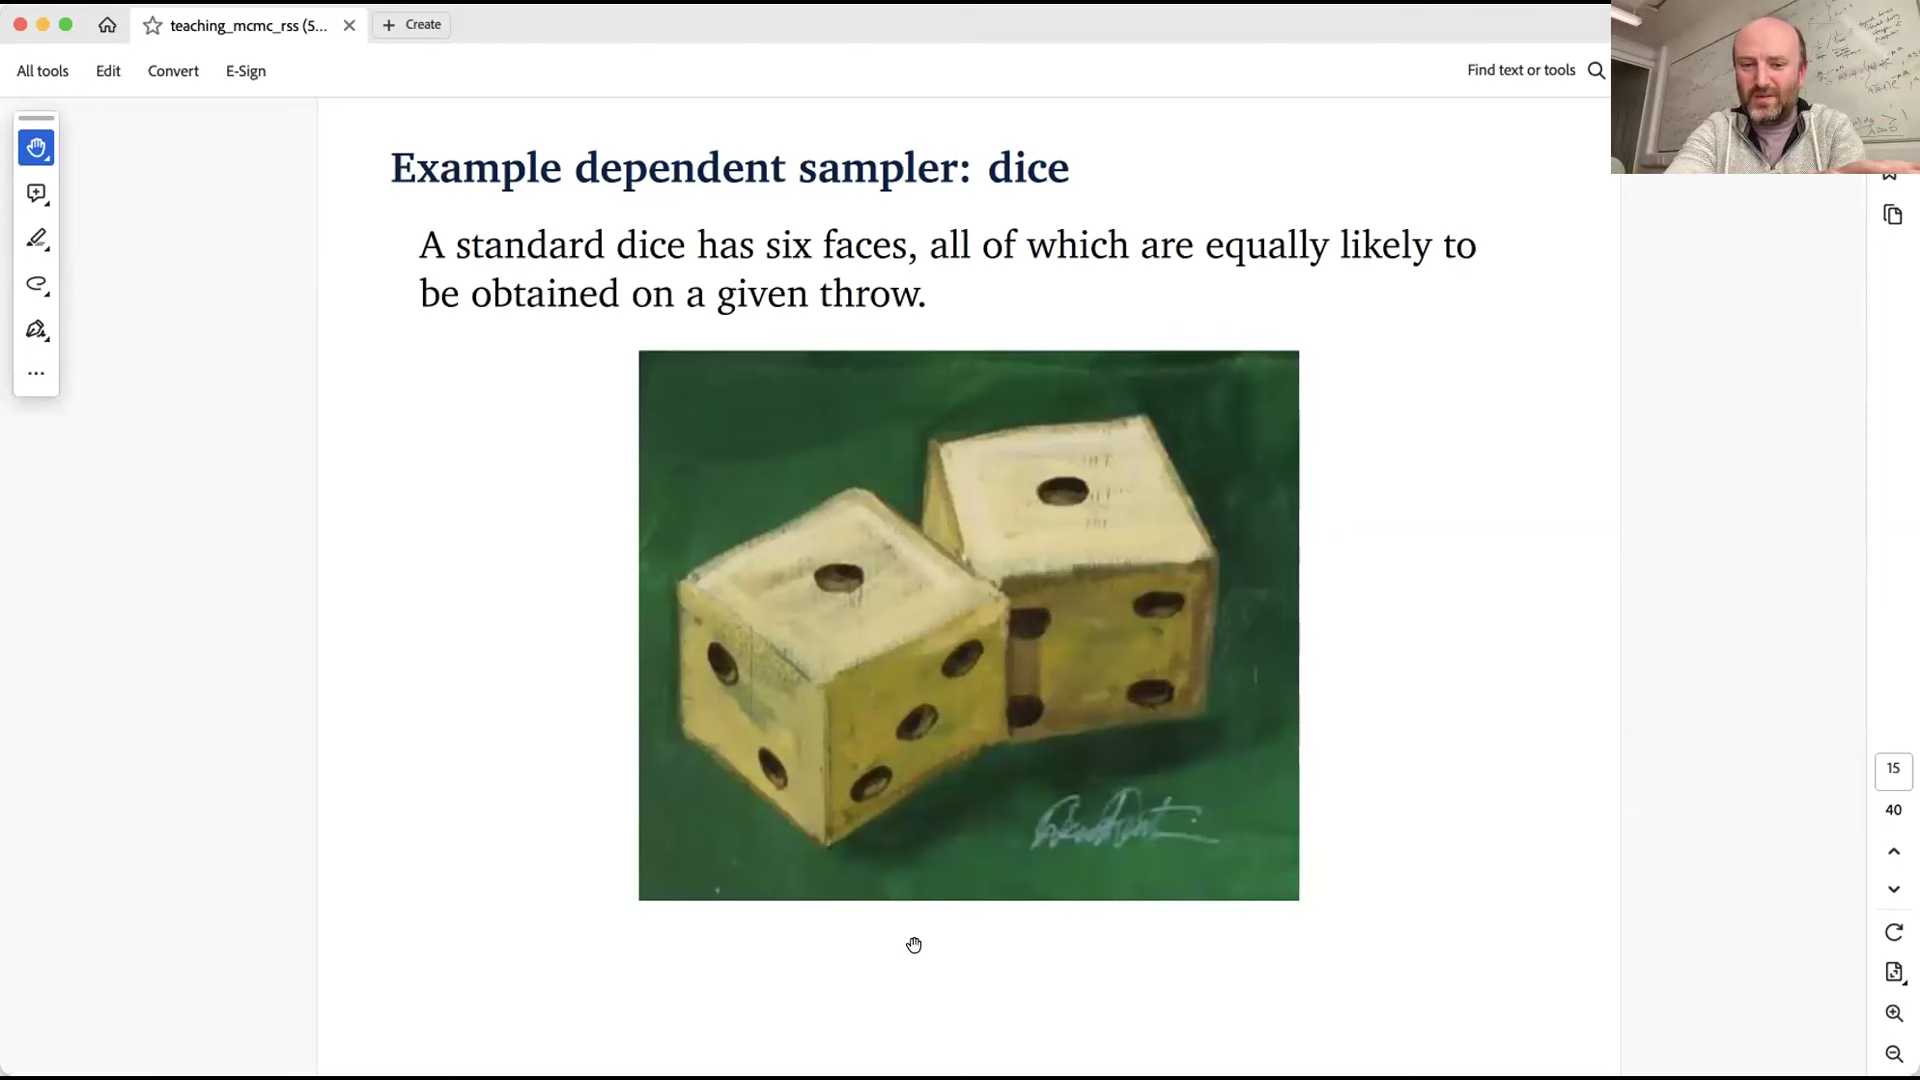 teaching_mcmc_rss (5...
Create
All tools
Edit
Convert
E-Sign
Find text or tools
Example dependent sampler: dice
A standard dice has six faces, all of which are equally likely to
be obtained on a given throw.
15
40